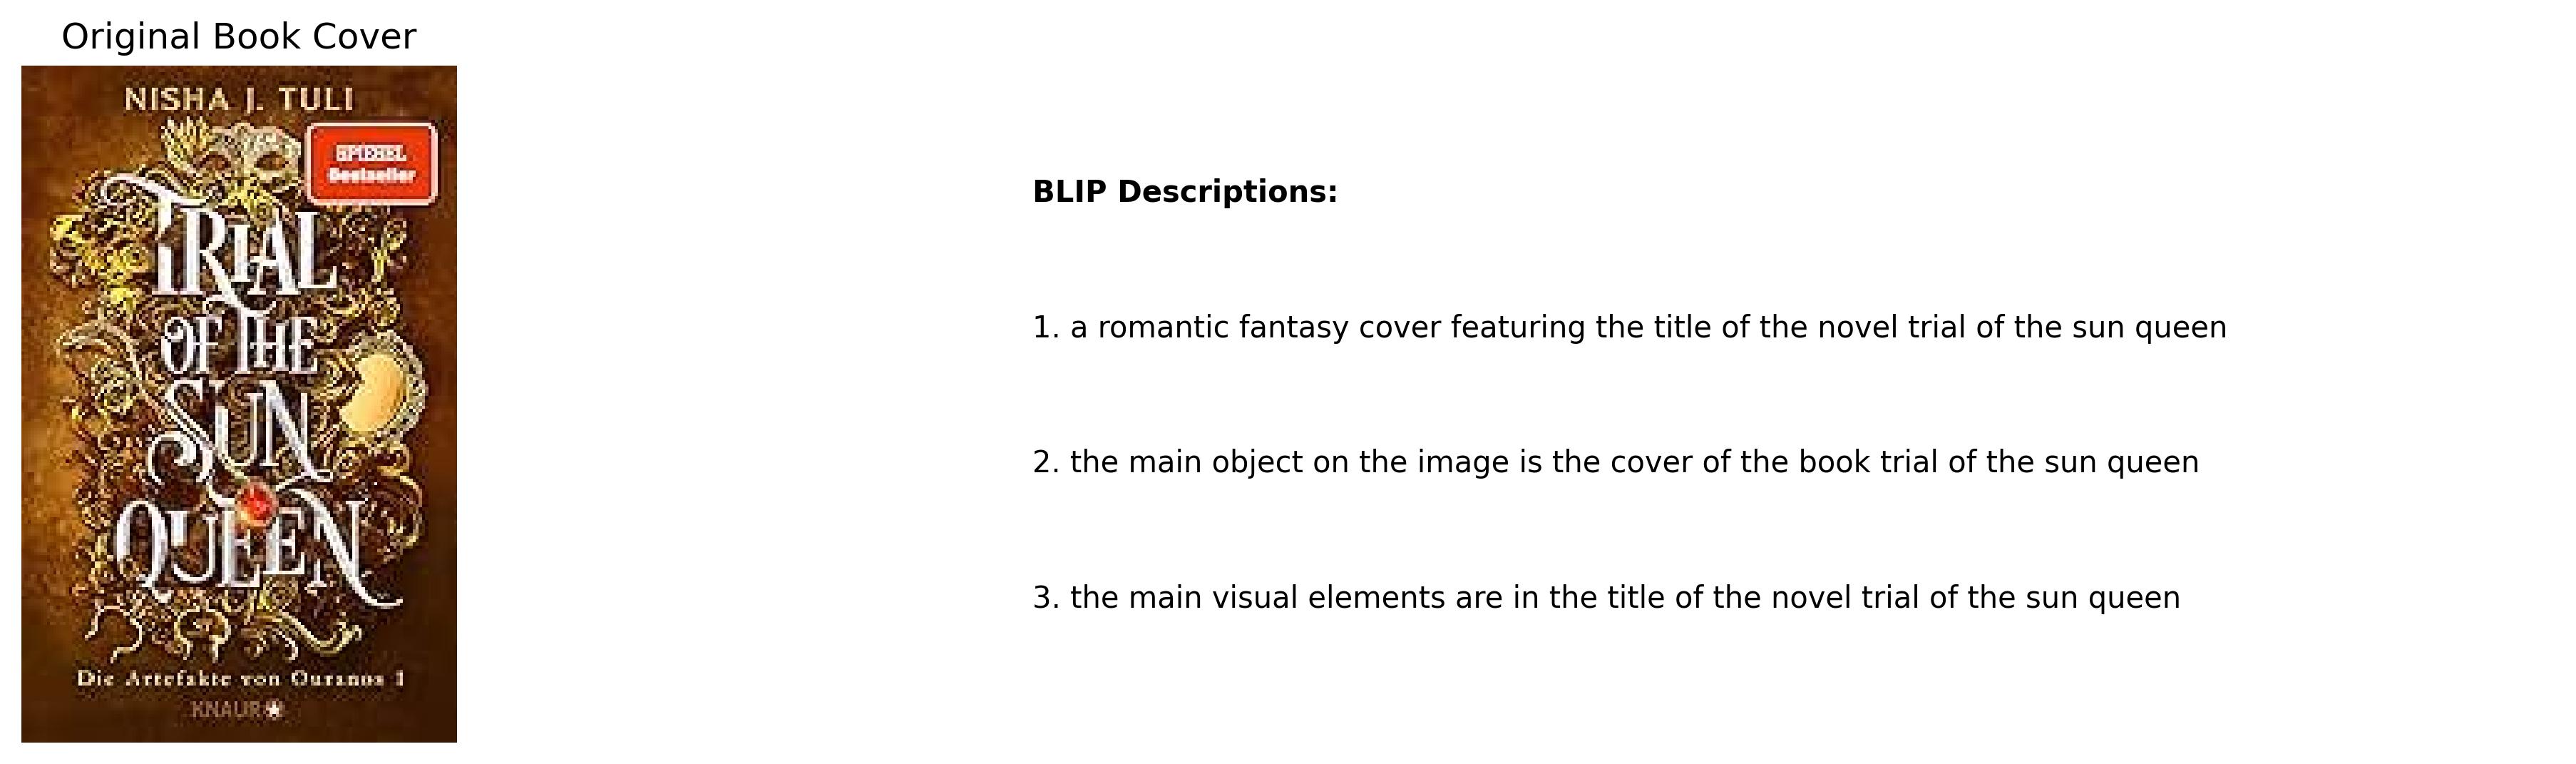 Original Book Cover
NISHA J. TULI
SPIEGEL
Bestseller
TRIAL
OF THE
SUN
QUEEN
Die Artefakte von Ouranos 1
KNAUR
BLIP Descriptions:
1. a romantic fantasy cover featuring the title of the novel trial of the sun queen
2. the main object on the image is the cover of the book trial of the sun queen
3. the main visual elements are in the title of the novel trial of the sun queen